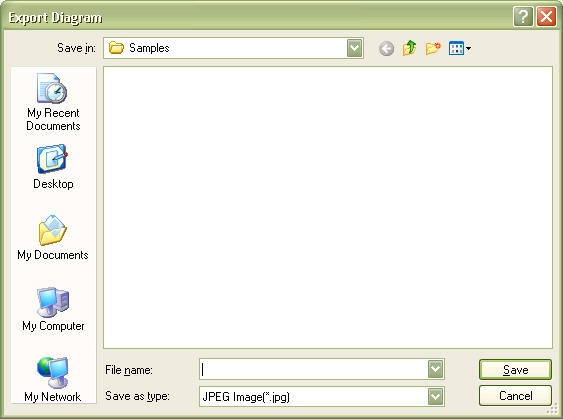 Export Diagram
Save in:
Samples
My Recent
Documents
Desktop
My Documents
My Computer
My Network
File name:
Save
Save as type:
JPEG Image(*.jpg)
Cancel